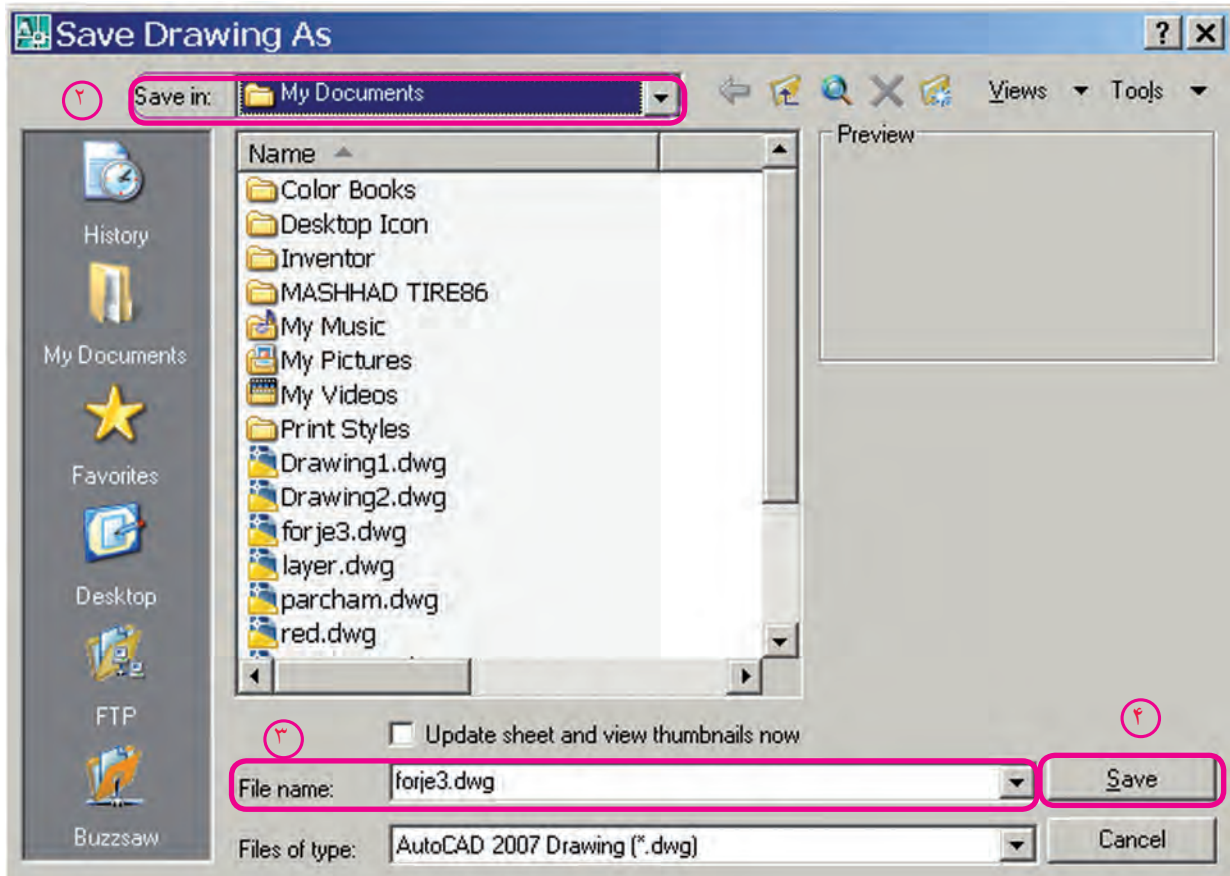 Save Drawing As
۲
Save in:
My Documents
Views
Tools
History
My Documents
Favorites
Desktop
FTP
Buzzsaw
Name
Color Books
Desktop Icon
Inventor
MASHHAD TIRE86
My Music
My Pictures
My Videos
Print Styles
Drawing1.dwg
Drawing2.dwg
forje3.dwg
layer.dwg
parcham.dwg
red.dwg
Preview
Update sheet and view thumbnails now
۳
File name:
forje3.dwg
۴
Save
Files of type:
AutoCAD 2007 Drawing (*.dwg)
Cancel